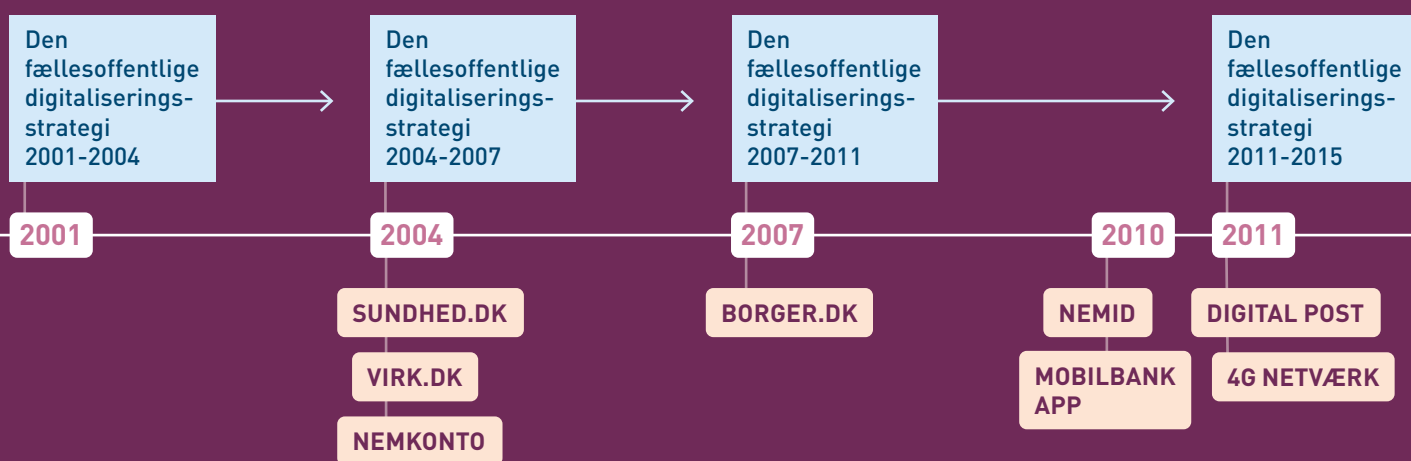 Den
fællesoffentlige
digitaliserings-
strategi
2001-2004
Den
fællesoffentlige
digitaliserings-
strategi
2004-2007
Den
fællesoffentlige
digitaliserings-
strategi
2007-2011
Den
fællesoffentlige
digitaliserings-
strategi
2011-2015
2001
2004
2007
2010
2011
SUNDHED.DK
VIRK.DK
NEMKONTO
BORGER.DK
NEMID
MOBILBANK
APP
DIGITAL POST
4G NETVÆRK